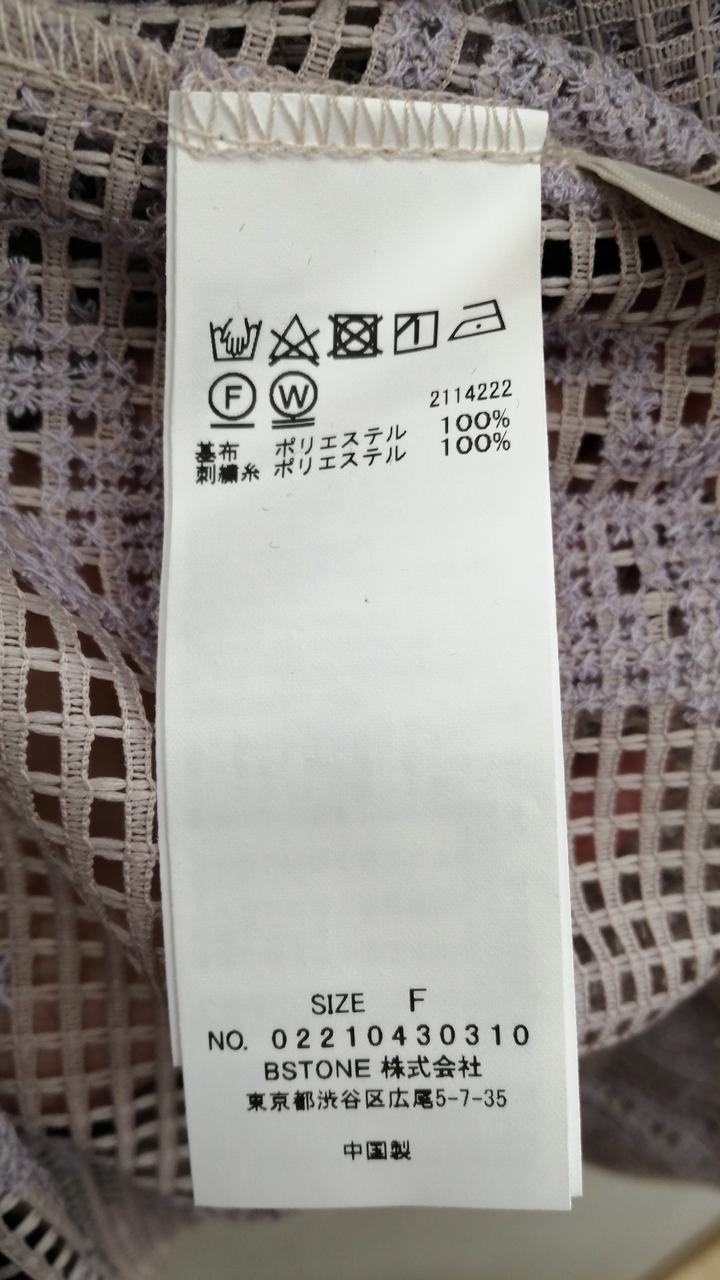 F W
2114222
基布 ポリエステル 100%
刺繍糸 ポリエステル 100%
SIZE F
NO. 02210430310
BSTONE 株式会社
東京都渋谷区広尾5-7-35
中国製